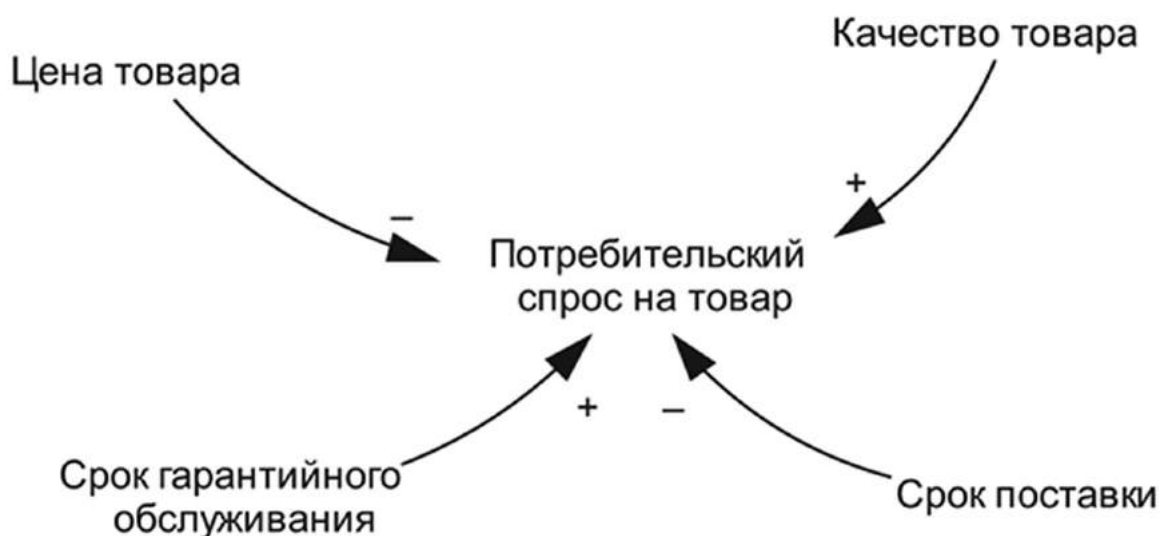 Качество товара
Цена товара
+
–
Потребительский
спрос на товар
+ –
Срок гарантийного
обслуживания
Срок поставки